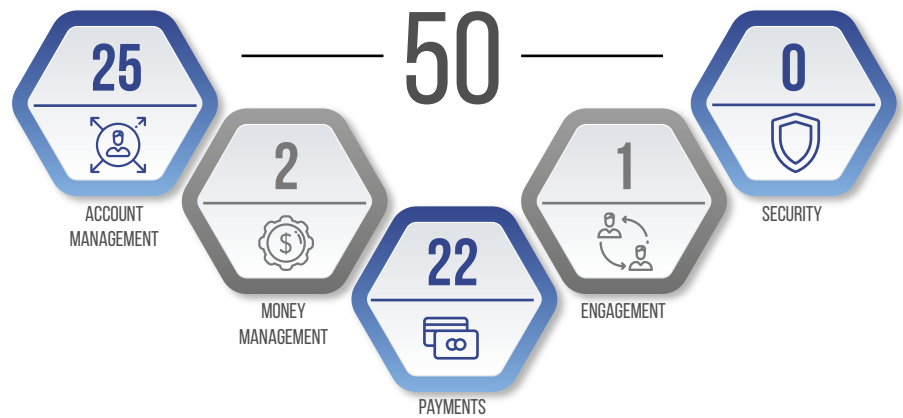 50
25
ACCOUNT
MANAGEMENT
2
$
MONEY
MANAGEMENT
22
PAYMENTS
1
ENGAGEMENT
0
SECURITY